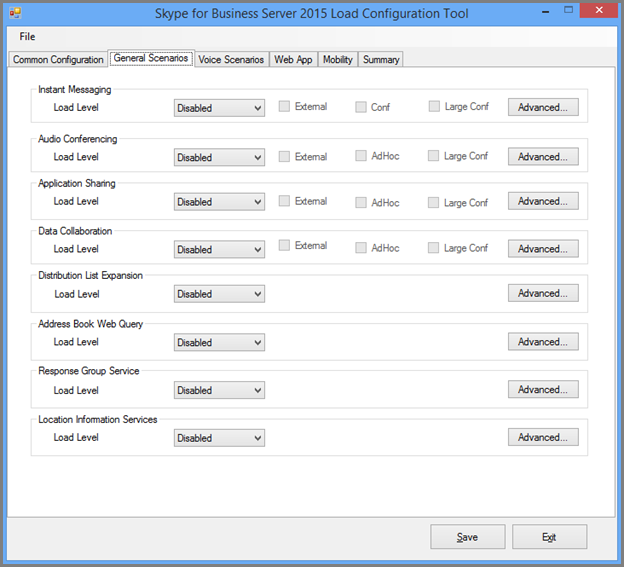 Skype for Business Server 2015 Load Configuration Tool
File
Common Configuration General Scenarios Voice Scenarios Web App Mobility Summary
Instant Messaging
Load Level Disabled External Conf Large Conf Advanced...
Audio Conferencing
Load Level Disabled External AdHoc Large Conf Advanced...
Application Sharing
Load Level Disabled External AdHoc Large Conf Advanced...
Data Collaboration
Load Level Disabled External AdHoc Large Conf Advanced...
Distribution List Expansion
Load Level Disabled Advanced...
Address Book Web Query
Load Level Disabled Advanced...
Response Group Service
Load Level Disabled Advanced...
Location Information Services
Load Level Disabled Advanced...
Save Exit